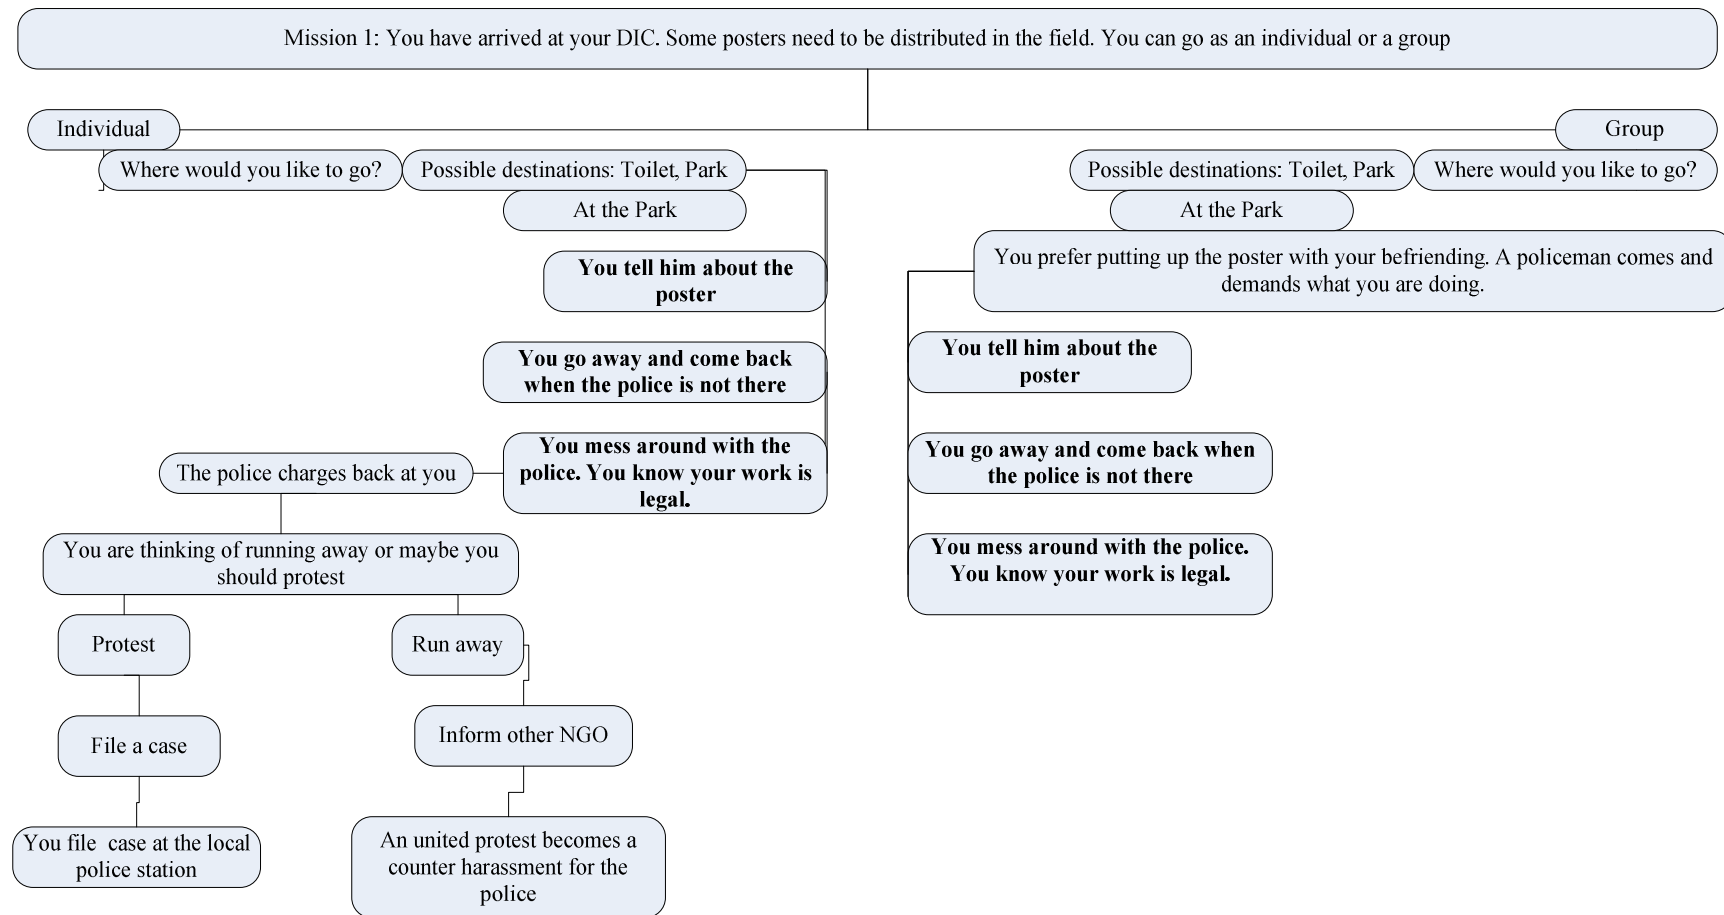 Mission 1: You have arrived at your DIC. Some posters need to be distributed in the field. You can go as an individual or a group
Individual
Group
Where would you like to go?
Possible destinations: Toilet, Park
Possible destinations: Toilet, Park
Where would you like to go?
At the Park
At the Park
You prefer putting up the poster with your befriending. A policeman comes and
demands what you are doing.
You tell him about the
poster
You go away and come back
when the police is not there
You mess around with the
police. You know your work is
legal.
You tell him about the
poster
You go away and come back when
the police is not there
You mess around with the police.
You know your work is legal.
The police charges back at you
You are thinking of running away or maybe you
should protest
Protest
Run away
File a case
Inform other NGO
You file  case at the local
police station
An united protest becomes a
counter harassment for the
police